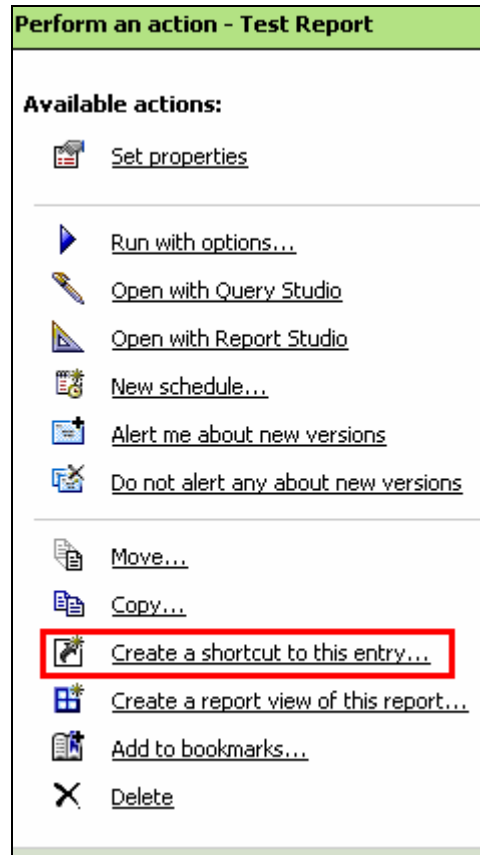 Perform an action - Test Report
Available actions:
Set properties
Run with options...
Open with Query Studio
Open with Report Studio
New schedule...
Alert me about new versions
Do not alert any about new versions
Move...
Copy...
Create a shortcut to this entry...
Create a report view of this report...
Add to bookmarks...
Delete